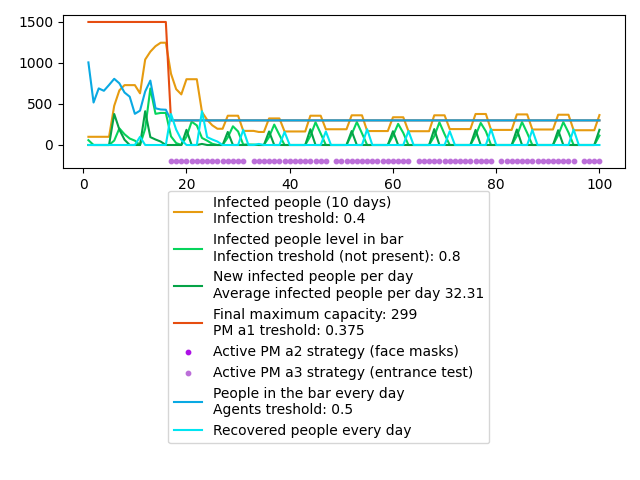 1500
1000
500
0
0
20
40
60
80
100
Infected people (10 days)
Infection treshold: 0.4
Infected people level in bar
Infection treshold (not present): 0.8
New infected people per day
Average infected people per day 32.31
Final maximum capacity: 299
PM a1 treshold: 0.375
Active PM a2 strategy (face masks)
Active PM a3 strategy (entrance test)
People in the bar every day
Agents treshold: 0.5
Recovered people every day